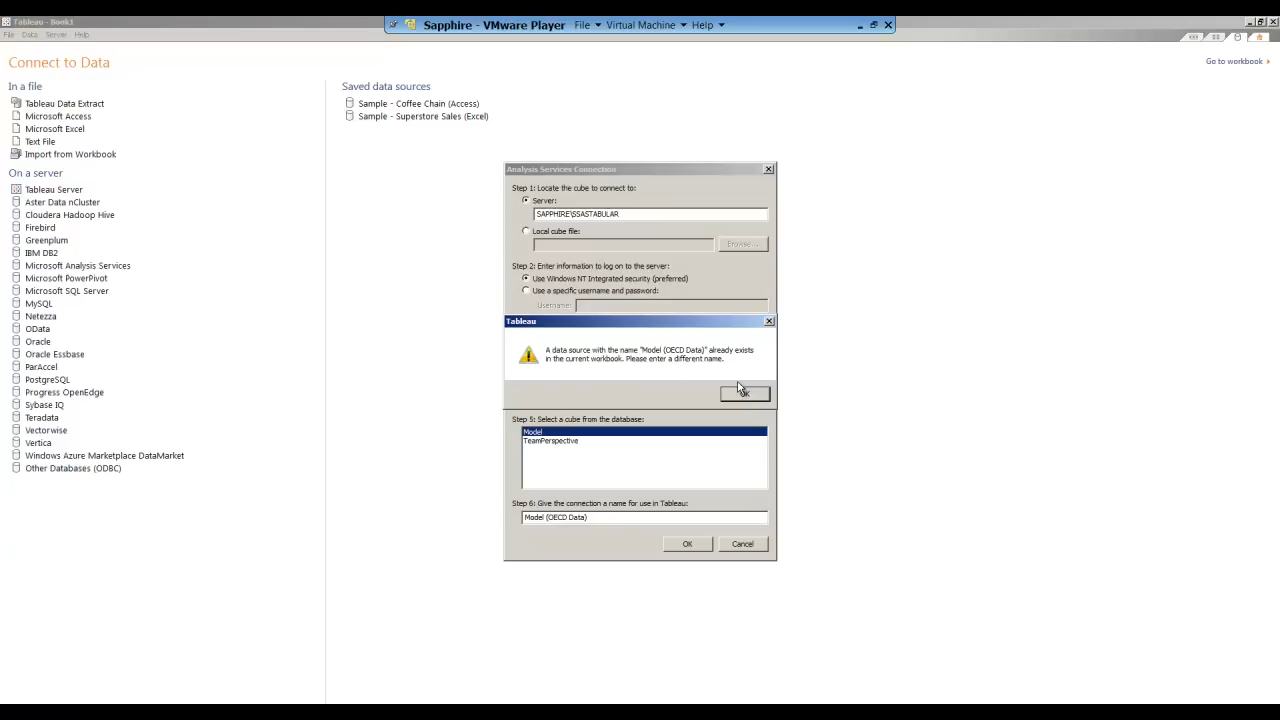 Tableau - Book1
Sapphire - VMware Player File Virtual Machine Help
File Data Server Help
Connect to Data
Go to workbook
In a file
Tableau Data Extract
Microsoft Access
Microsoft Excel
Text File
Import from Workbook
On a server
Tableau Server
Aster Data nCluster
Cloudera Hadoop Hive
Firebird
Greenplum
IBM DB2
Microsoft Analysis Services
Microsoft PowerPivot
Microsoft SQL Server
MySQL
Netezza
OData
Oracle
Oracle Essbase
ParAccel
PostgreSQL
Progress OpenEdge
Sybase IQ
Teradata
Vectorwise
Vertica
Windows Azure Marketplace DataMarket
Other Databases (ODBC)
Saved data sources
Sample - Coffee Chain (Access)
Sample - Superstore Sales (Excel)
Analysis Services Connection
Step 1: Locate the cube to connect to:
Server:
SAPPHIRE\SSASTABULAR
Local cube file:
Browse...
Step 2: Enter information to log on to the server:
Use Windows NT Integrated security (preferred)
Use a specific username and password:
Username:
Tableau
A data source with the name "Model (OECD Data)" already exists
in the current workbook. Please enter a different name.
OK
Step 5: Select a cube from the database:
Model
TeamPerspective
Step 6: Give the connection a name for use in Tableau:
Model (OECD Data)
OK Cancel